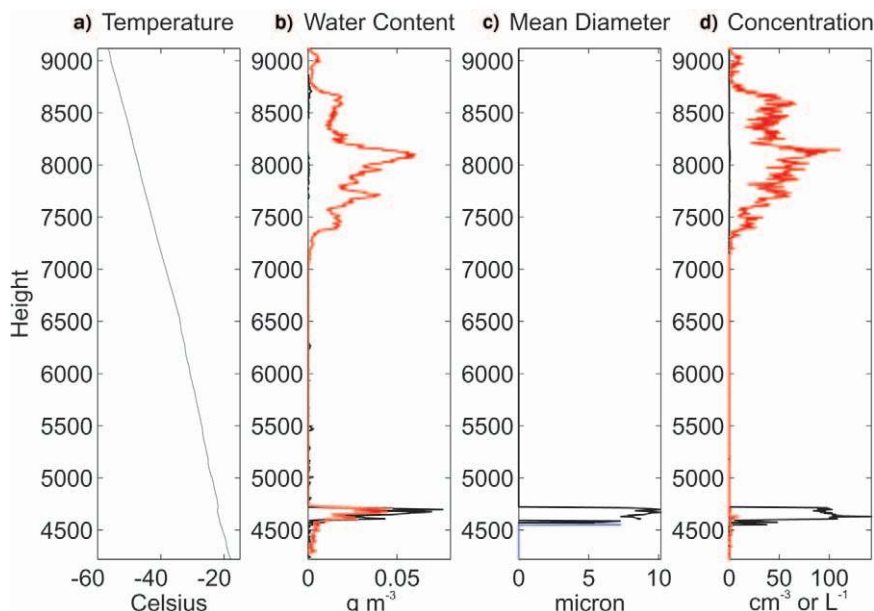 a) Temperature b) Water Content c) Mean Diameter d) Concentration
9000 9000 9000 9000
8500 8500 8500 8500
8000 8000 8000 8000
7500 7500 7500 7500
7000 7000 7000 7000
Height
6500 6500 6500 6500
6000 6000 6000 6000
5500 5500 5500 5500
5000 5000 5000 5000
4500 4500 4500 4500
-60 -40 -20 0 0.05 0 5 10 0 50 100
Celsius g m⁻³ micron cm⁻³ or L⁻¹